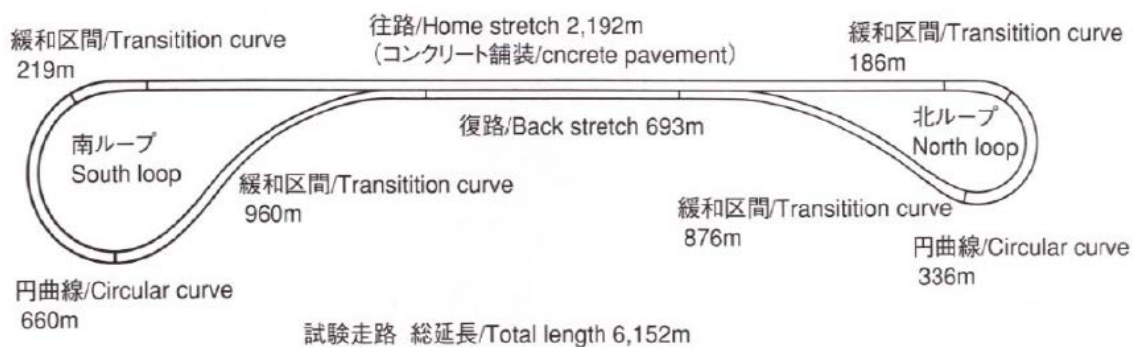 緩和区間/Transitition curve
219m
往路/Home stretch 2,192m
(コンクリート舗装/cncrete pavement)
緩和区間/Transitition curve
186m
南ループ
South loop
復路/Back stretch 693m
北ループ
North loop
緩和区間/Transitition curve
960m
緩和区間/Transitition curve
876m
円曲線/Circular curve
660m
円曲線/Circular curve
336m
試験走路 総延長/Total length 6,152m